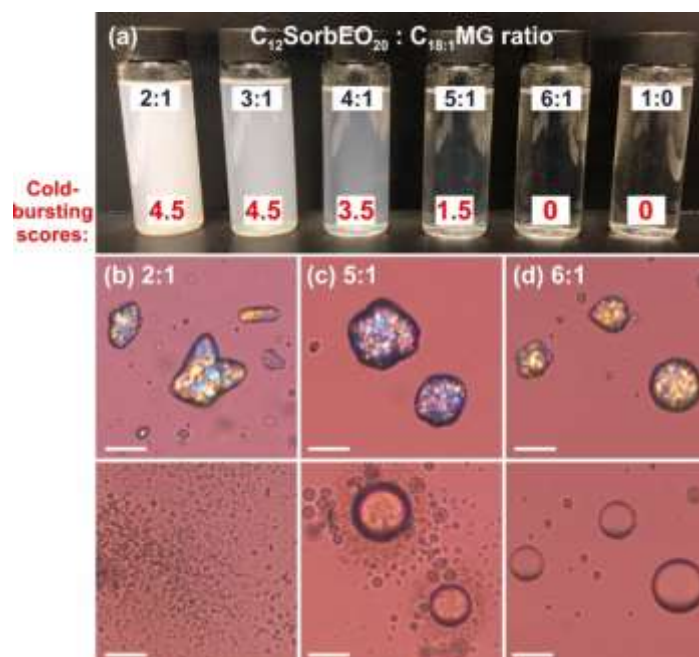 (a) C₁₂SorbEO₂₀ : C₁₈:₁MG ratio
2:1 3:1 4:1 5:1 6:1 1:0
Cold-
bursting
scores:
4.5 4.5 3.5 1.5 0 0
(b) 2:1 (c) 5:1 (d) 6:1